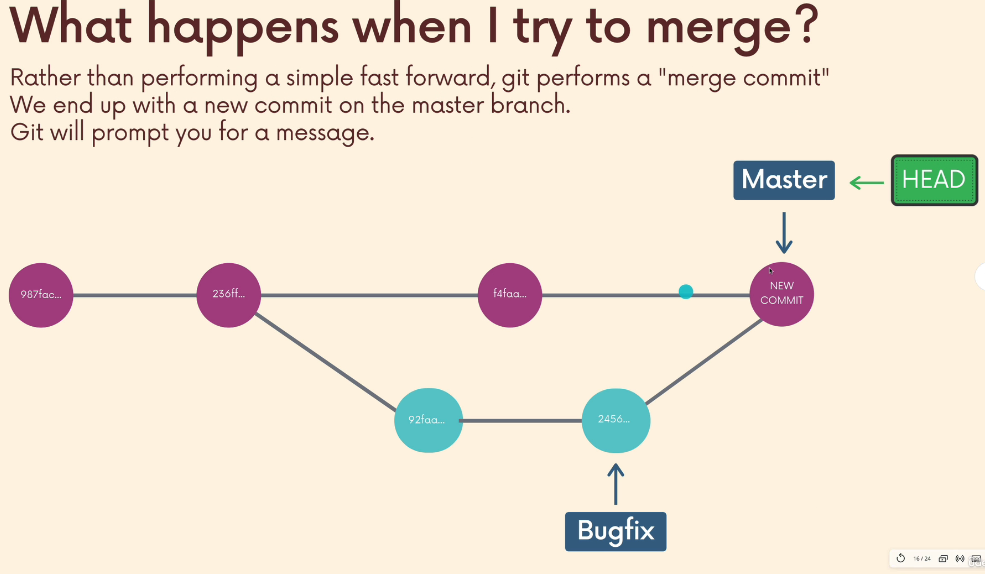 What happens when I try to merge?
Rather than performing a simple fast forward, git performs a "merge commit"
We end up with a new commit on the master branch.
Git will prompt you for a message.
Master
HEAD
987fac...
236ff...
f4faa...
NEW
COMMIT
92faa...
2456...
Bugfix
16 / 24